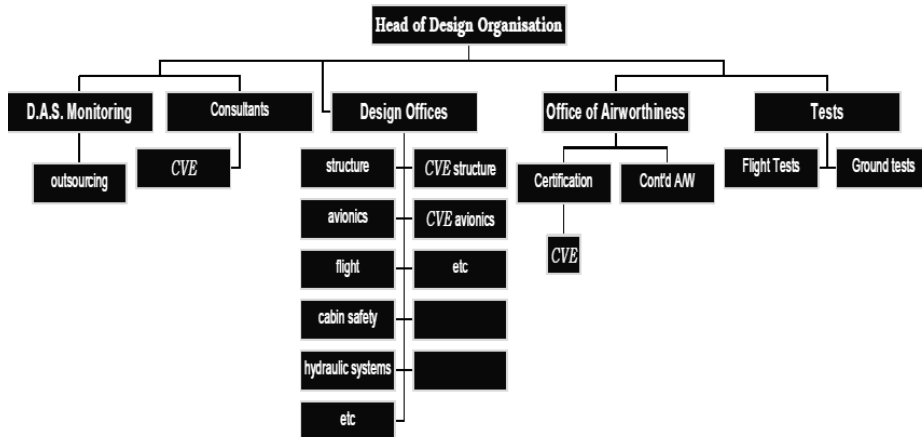 Head of Design Organisation
D.A.S. Monitoring
Consultants
Design Offices
Office of Airworthiness
Tests
outsourcing
CVE
structure
CVE structure
Certification
Cont'd A/W
Flight Tests
Ground tests
avionics
CVE avionics
CVE
flight
etc
cabin safety
hydraulic systems
etc